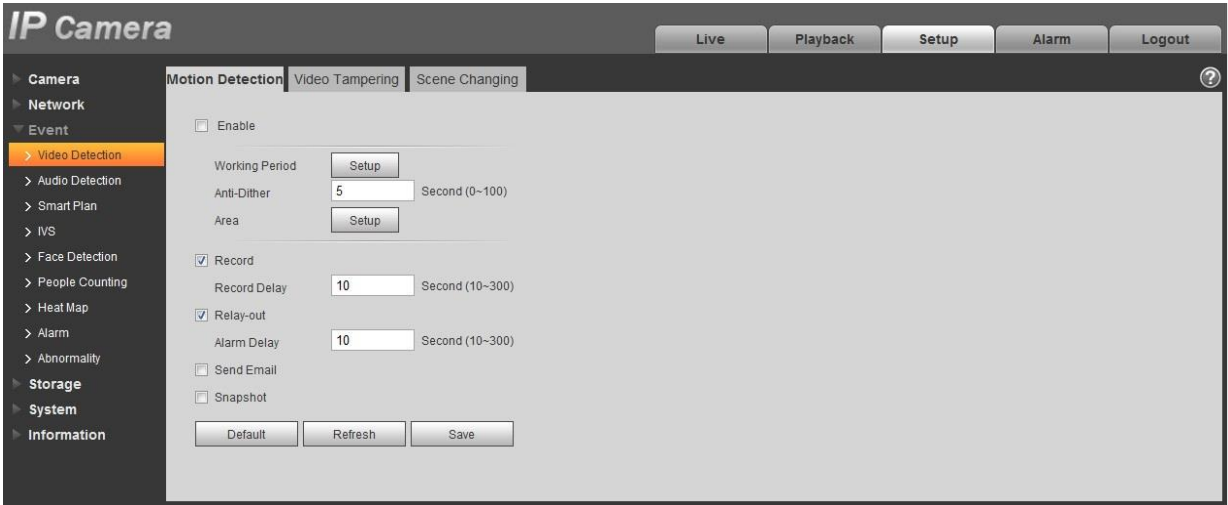 IP Camera
Live Playback Setup Alarm Logout
Camera
Network
Event
Video Detection
Audio Detection
Smart Plan
IVS
Face Detection
People Counting
Heat Map
Alarm
Abnormality
Storage
System
Information
Motion Detection Video Tampering Scene Changing
?
Enable
Working Period Setup
Anti-Dither 5 Second (0~100)
Area Setup
Record
Record Delay 10 Second (10~300)
Relay-out
Alarm Delay 10 Second (10~300)
Send Email
Snapshot
Default Refresh Save